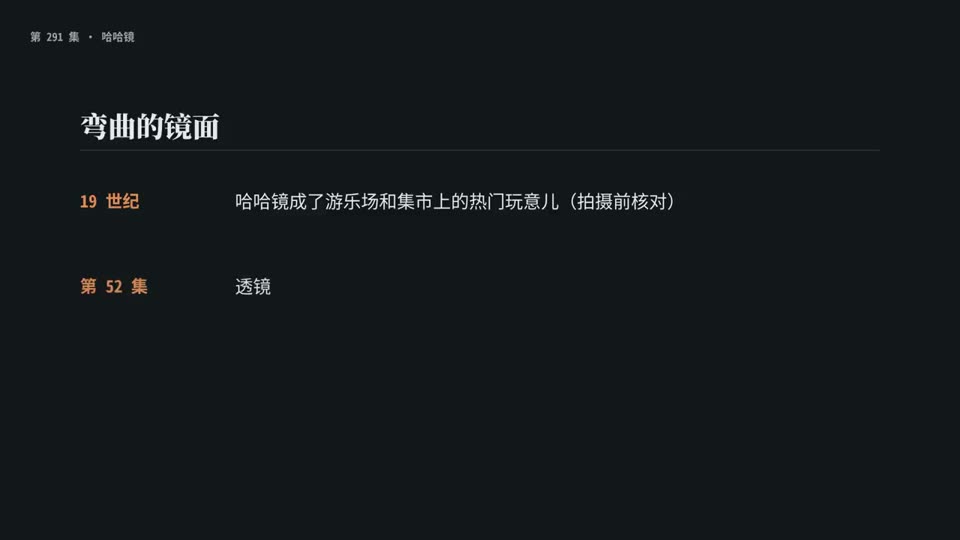 第 291 集 · 哈哈镜
弯曲的镜面
19 世纪 哈哈镜成了游乐场和集市上的热门玩意儿（拍摄前核对）
第 52 集 透镜